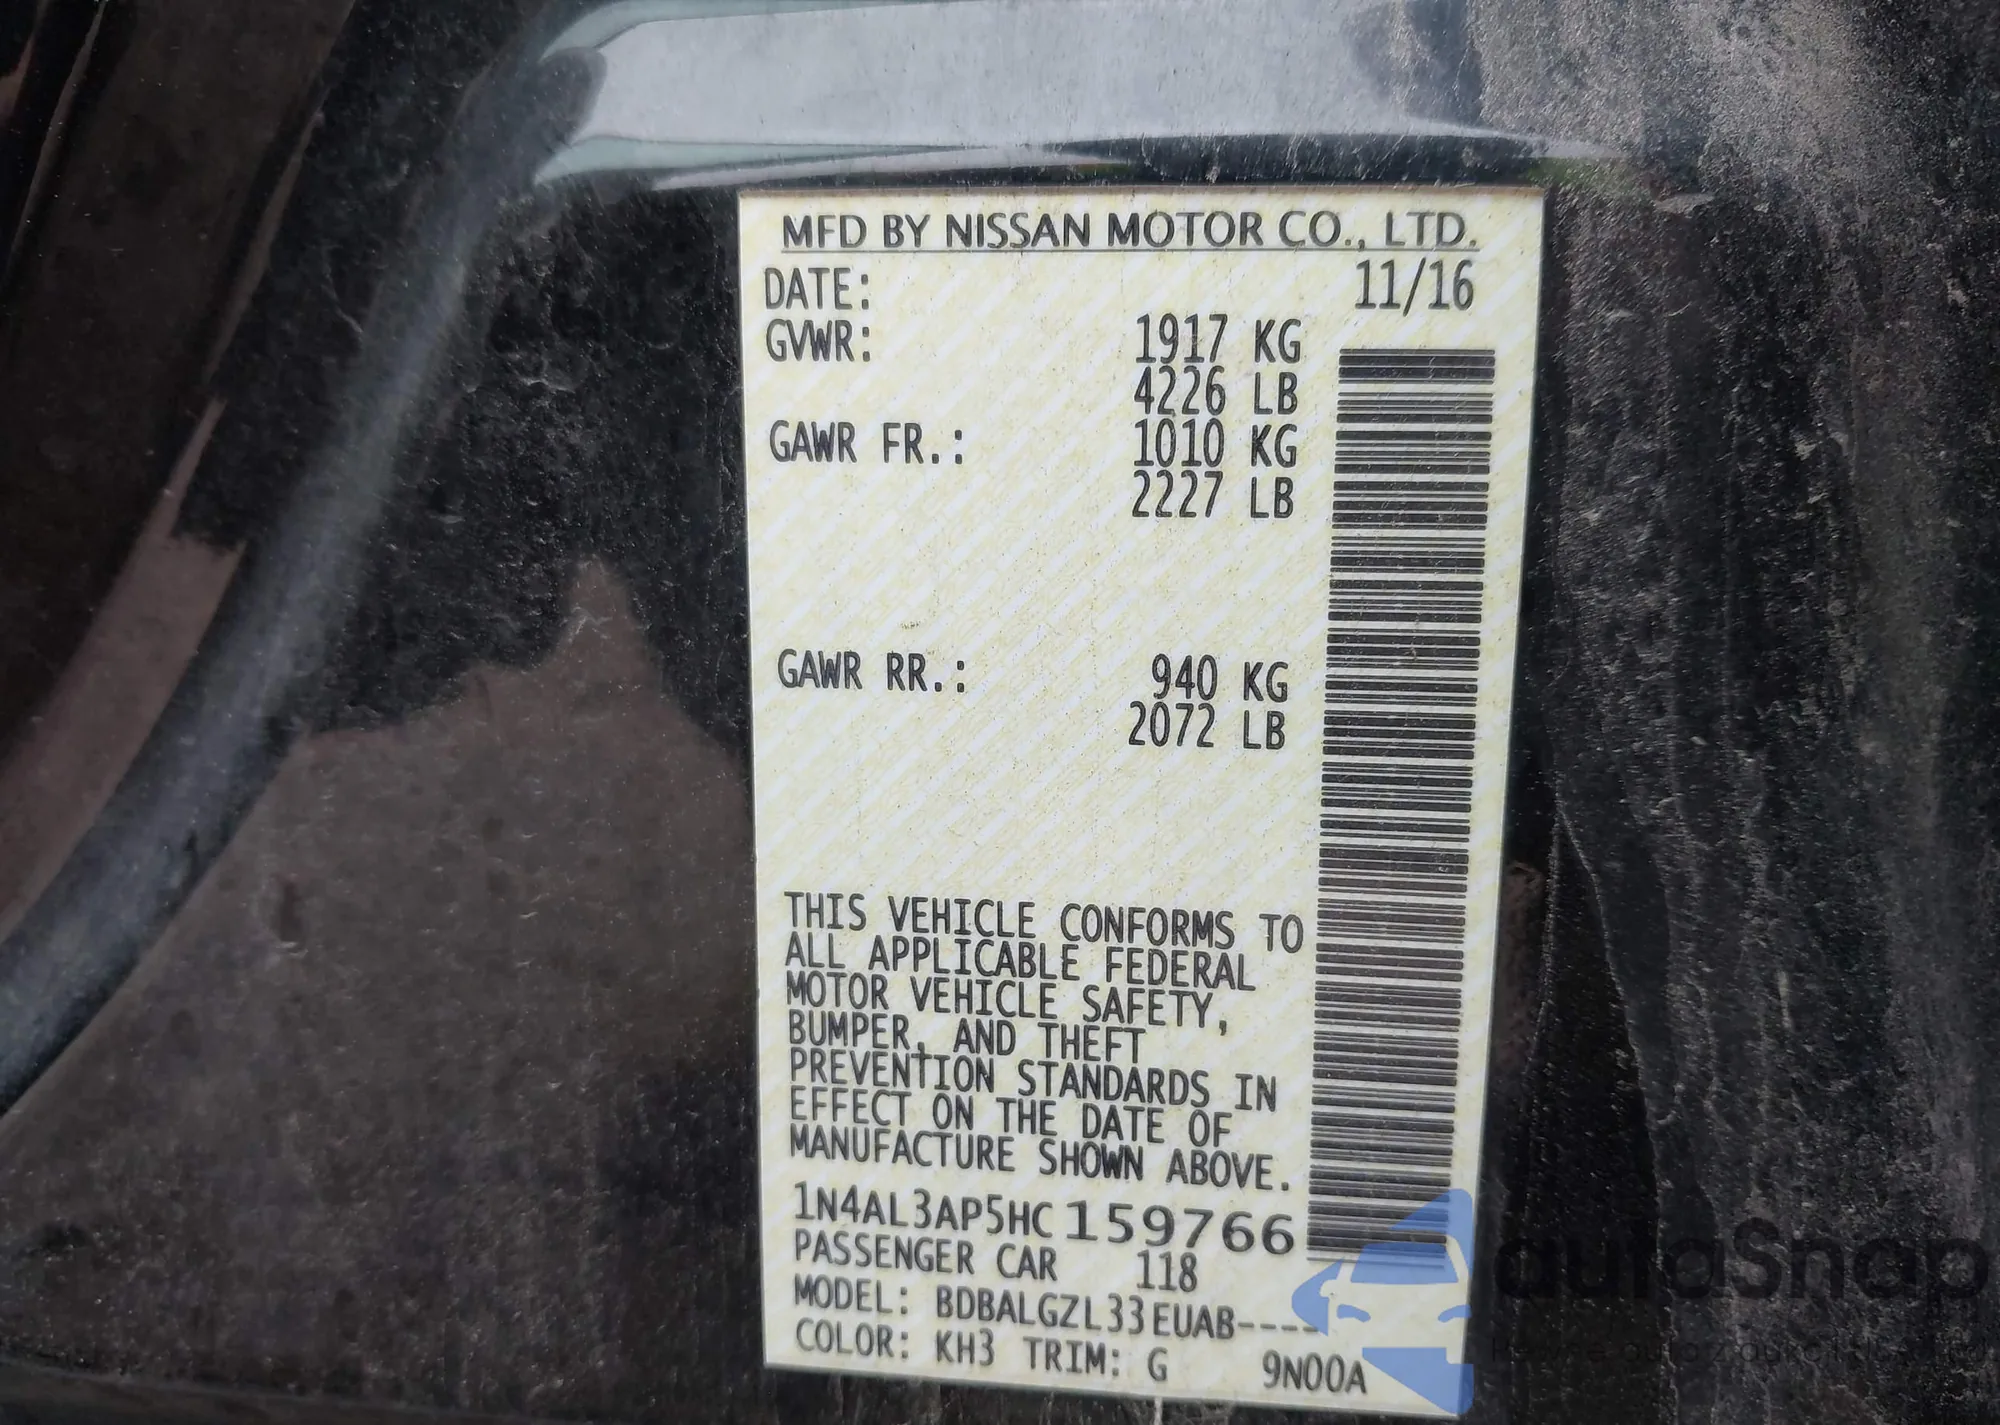 MFD BY NISSAN MOTOR CO., LTD.
DATE: 11/16
GVWR: 1917 KG
4226 LB
GAWR FR.: 1010 KG
2227 LB
GAWR RR.: 940 KG
2072 LB
THIS VEHICLE CONFORMS TO
ALL APPLICABLE FEDERAL
MOTOR VEHICLE SAFETY,
BUMPER, AND THEFT
PREVENTION STANDARDS IN
EFFECT ON THE DATE OF
MANUFACTURE SHOWN ABOVE.
1N4AL3AP5HC159766
PASSENGER CAR 118
MODEL: BDBALGZL33EUAB----
COLOR: KH3 TRIM: G 9N00A
autoSnap